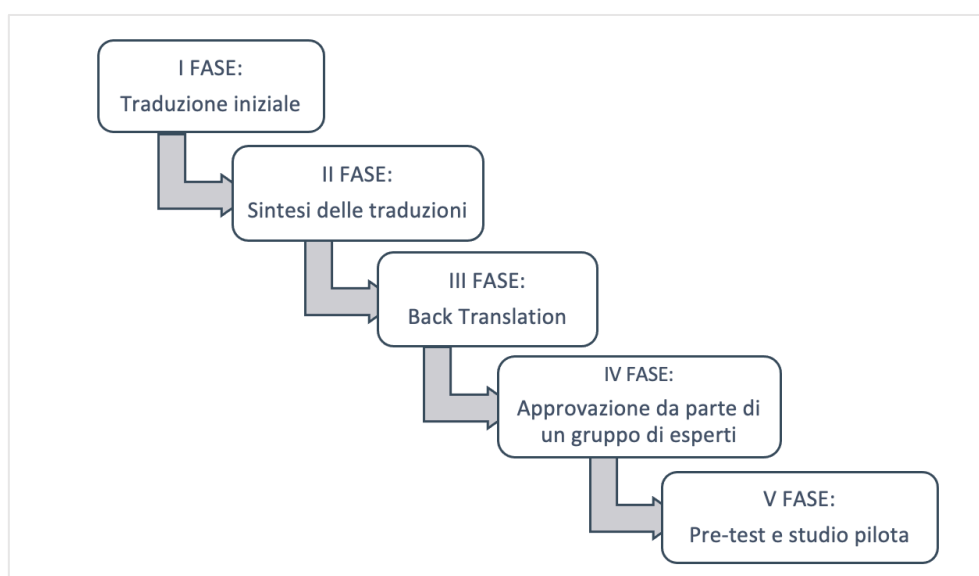 I FASE:
Traduzione iniziale
II FASE:
Sintesi delle traduzioni
III FASE:
Back Translation
IV FASE:
Approvazione da parte di
un gruppo di esperti
V FASE:
Pre-test e studio pilota